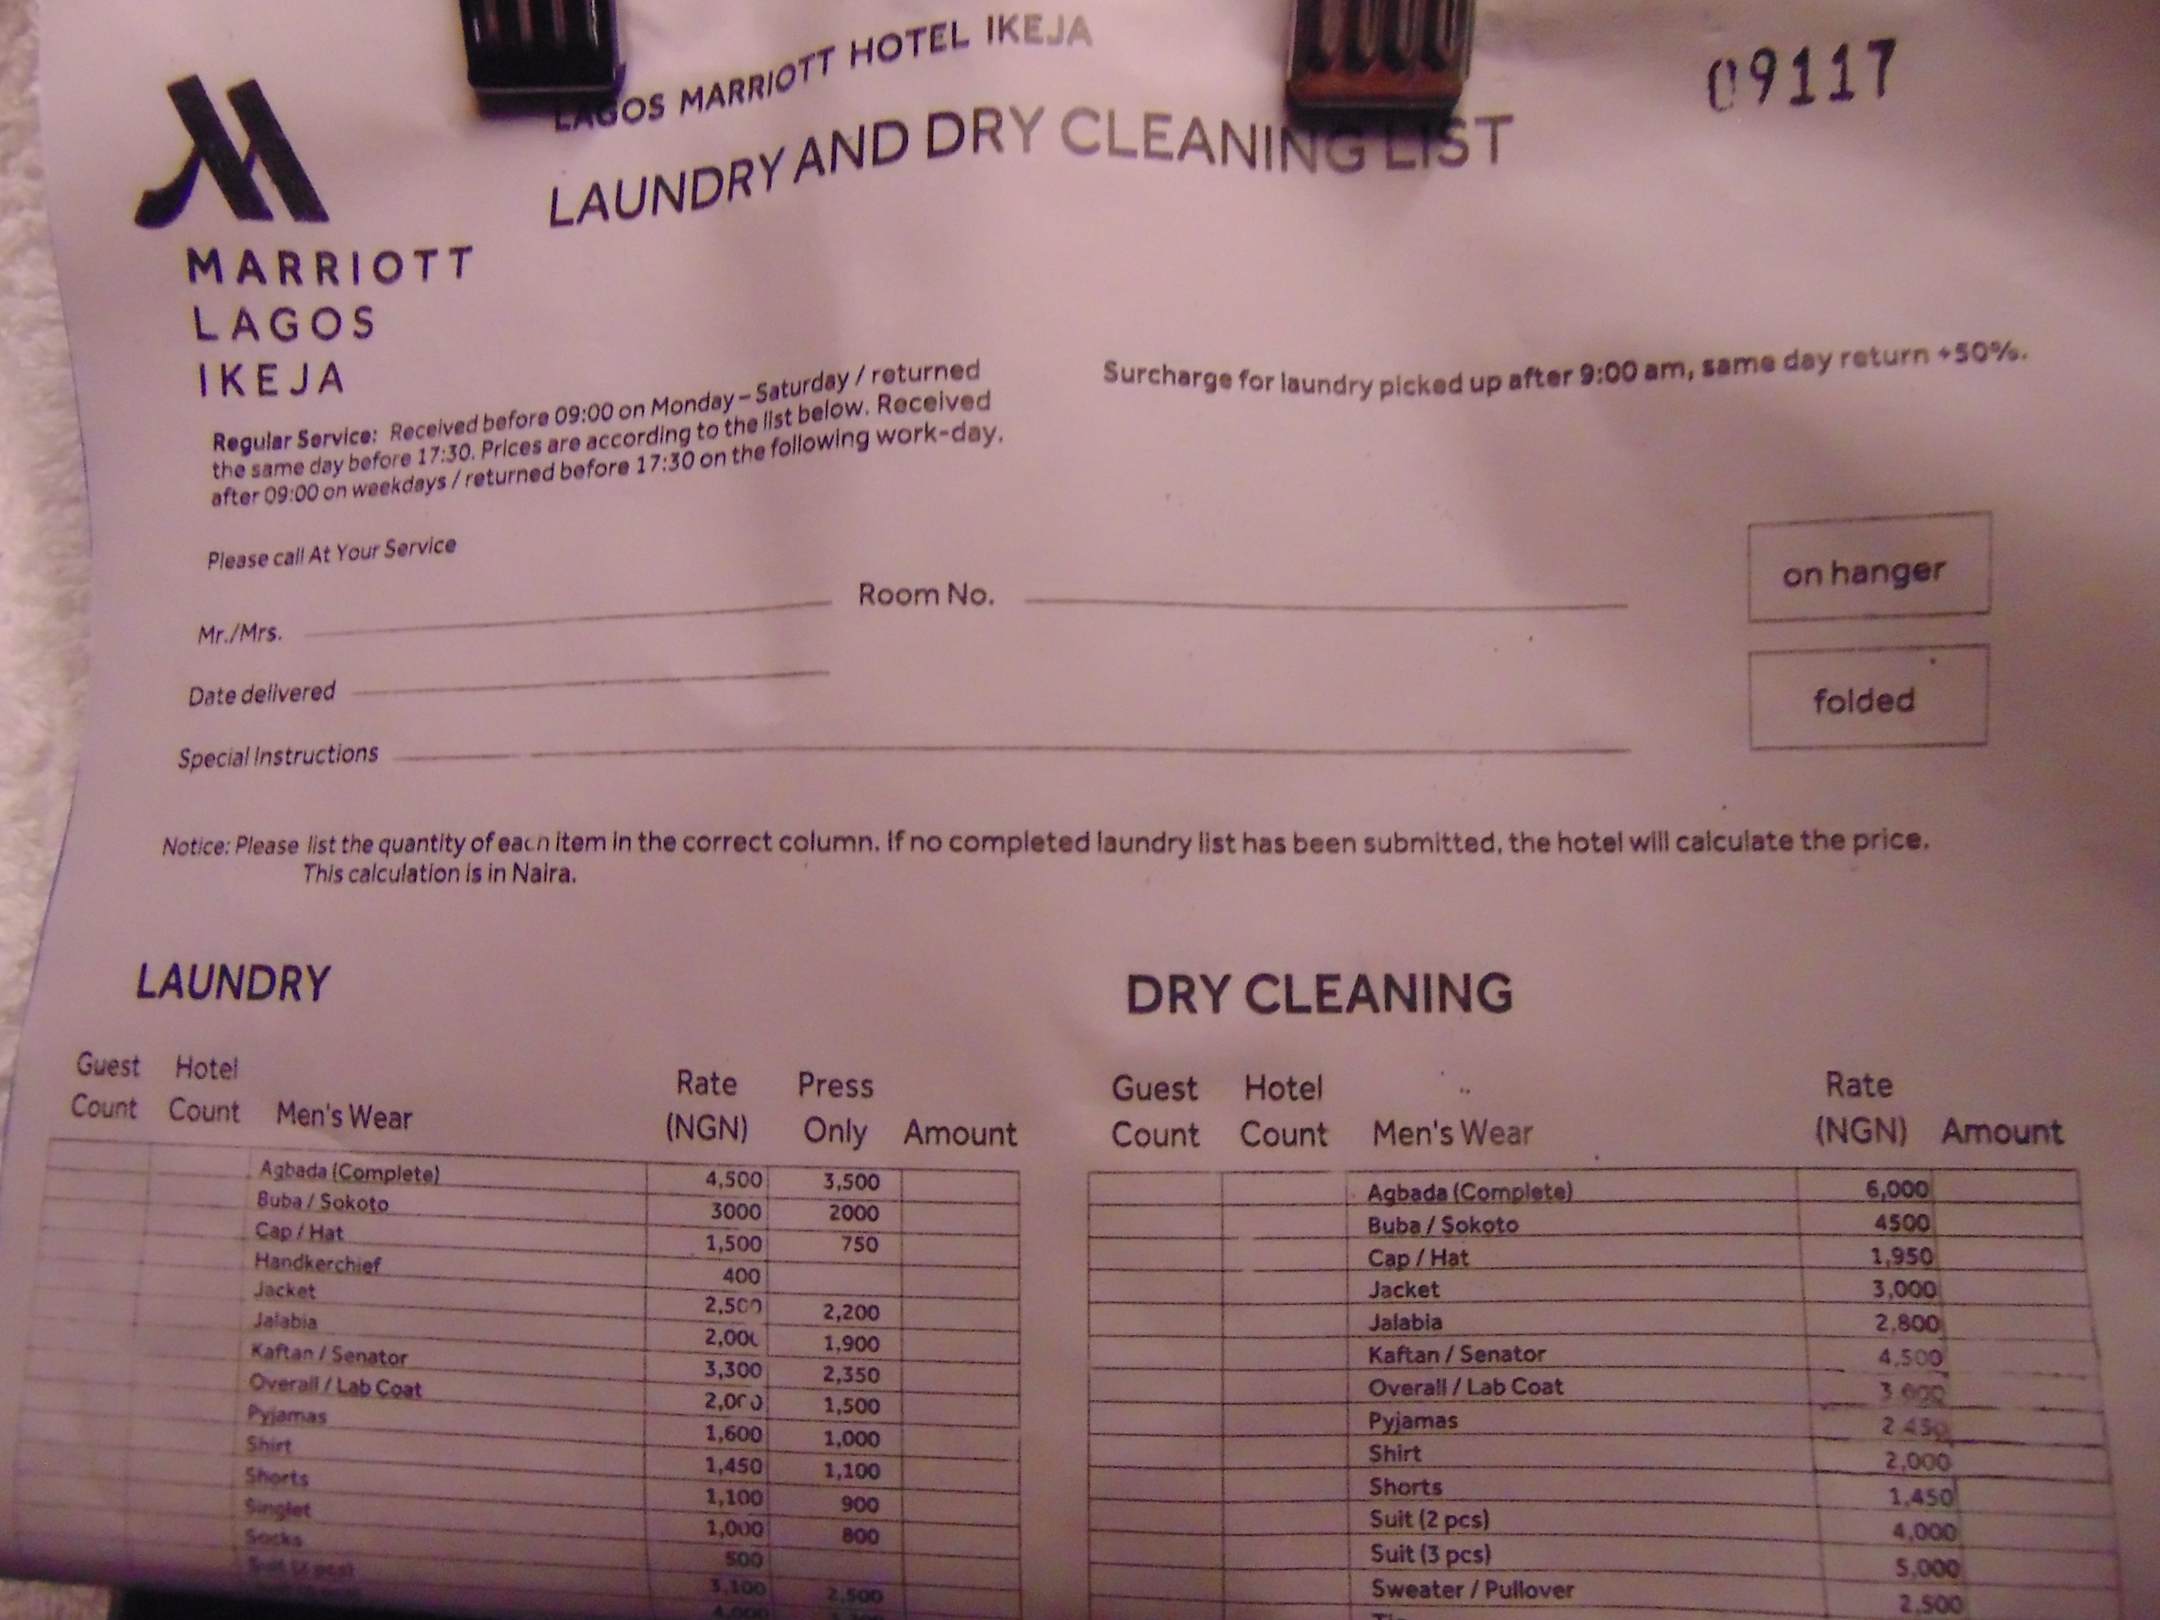 LAGOS MARRIOTT HOTEL IKEJA
09117
LAUNDRY AND DRY CLEANING LIST
MARRIOTT
LAGOS
IKEJA
Regular Service: Received before 09:00 on Monday – Saturday / returned
the same day before 17:30. Prices are according to the list below. Received
after 09:00 on weekdays / returned before 17:30 on the following work-day.
Surcharge for laundry picked up after 9:00 am, same day return +50%.
Please call At Your Service
on hanger
Mr./Mrs. Room No.
Date delivered
folded
Special Instructions
Notice: Please list the quantity of each item in the correct column. If no completed laundry list has been submitted, the hotel will calculate the price.
This calculation is in Naira.
LAUNDRY
Guest Hotel Rate Press
Count Count Men's Wear (NGN) Only Amount
Agbada (Complete) 4,500 3,500
Buba / Sokoto 3000 2000
Cap / Hat 1,500 750
Handkerchief 400
Jacket 2,500 2,200
Jalabia 2,000 1,900
Kaftan / Senator 3,300 2,350
Overall / Lab Coat 2,000 1,500
Pyjamas 1,600 1,000
Shirt 1,450 1,100
Shorts 1,100 900
Singlet 1,000 800
Socks 500
Suit (2 pcs) 3,100 2,500
DRY CLEANING
Guest Hotel Rate
Count Count Men's Wear (NGN) Amount
Agbada (Complete) 6,000
Buba / Sokoto 4500
Cap / Hat 1,950
Jacket 3,000
Jalabia 2,800
Kaftan / Senator 4,500
Overall / Lab Coat
Pyjamas 2,450
Shirt 2,000
Shorts 1,450
Suit (2 pcs) 4,000
Suit (3 pcs) 5,000
Sweater / Pullover 2,500